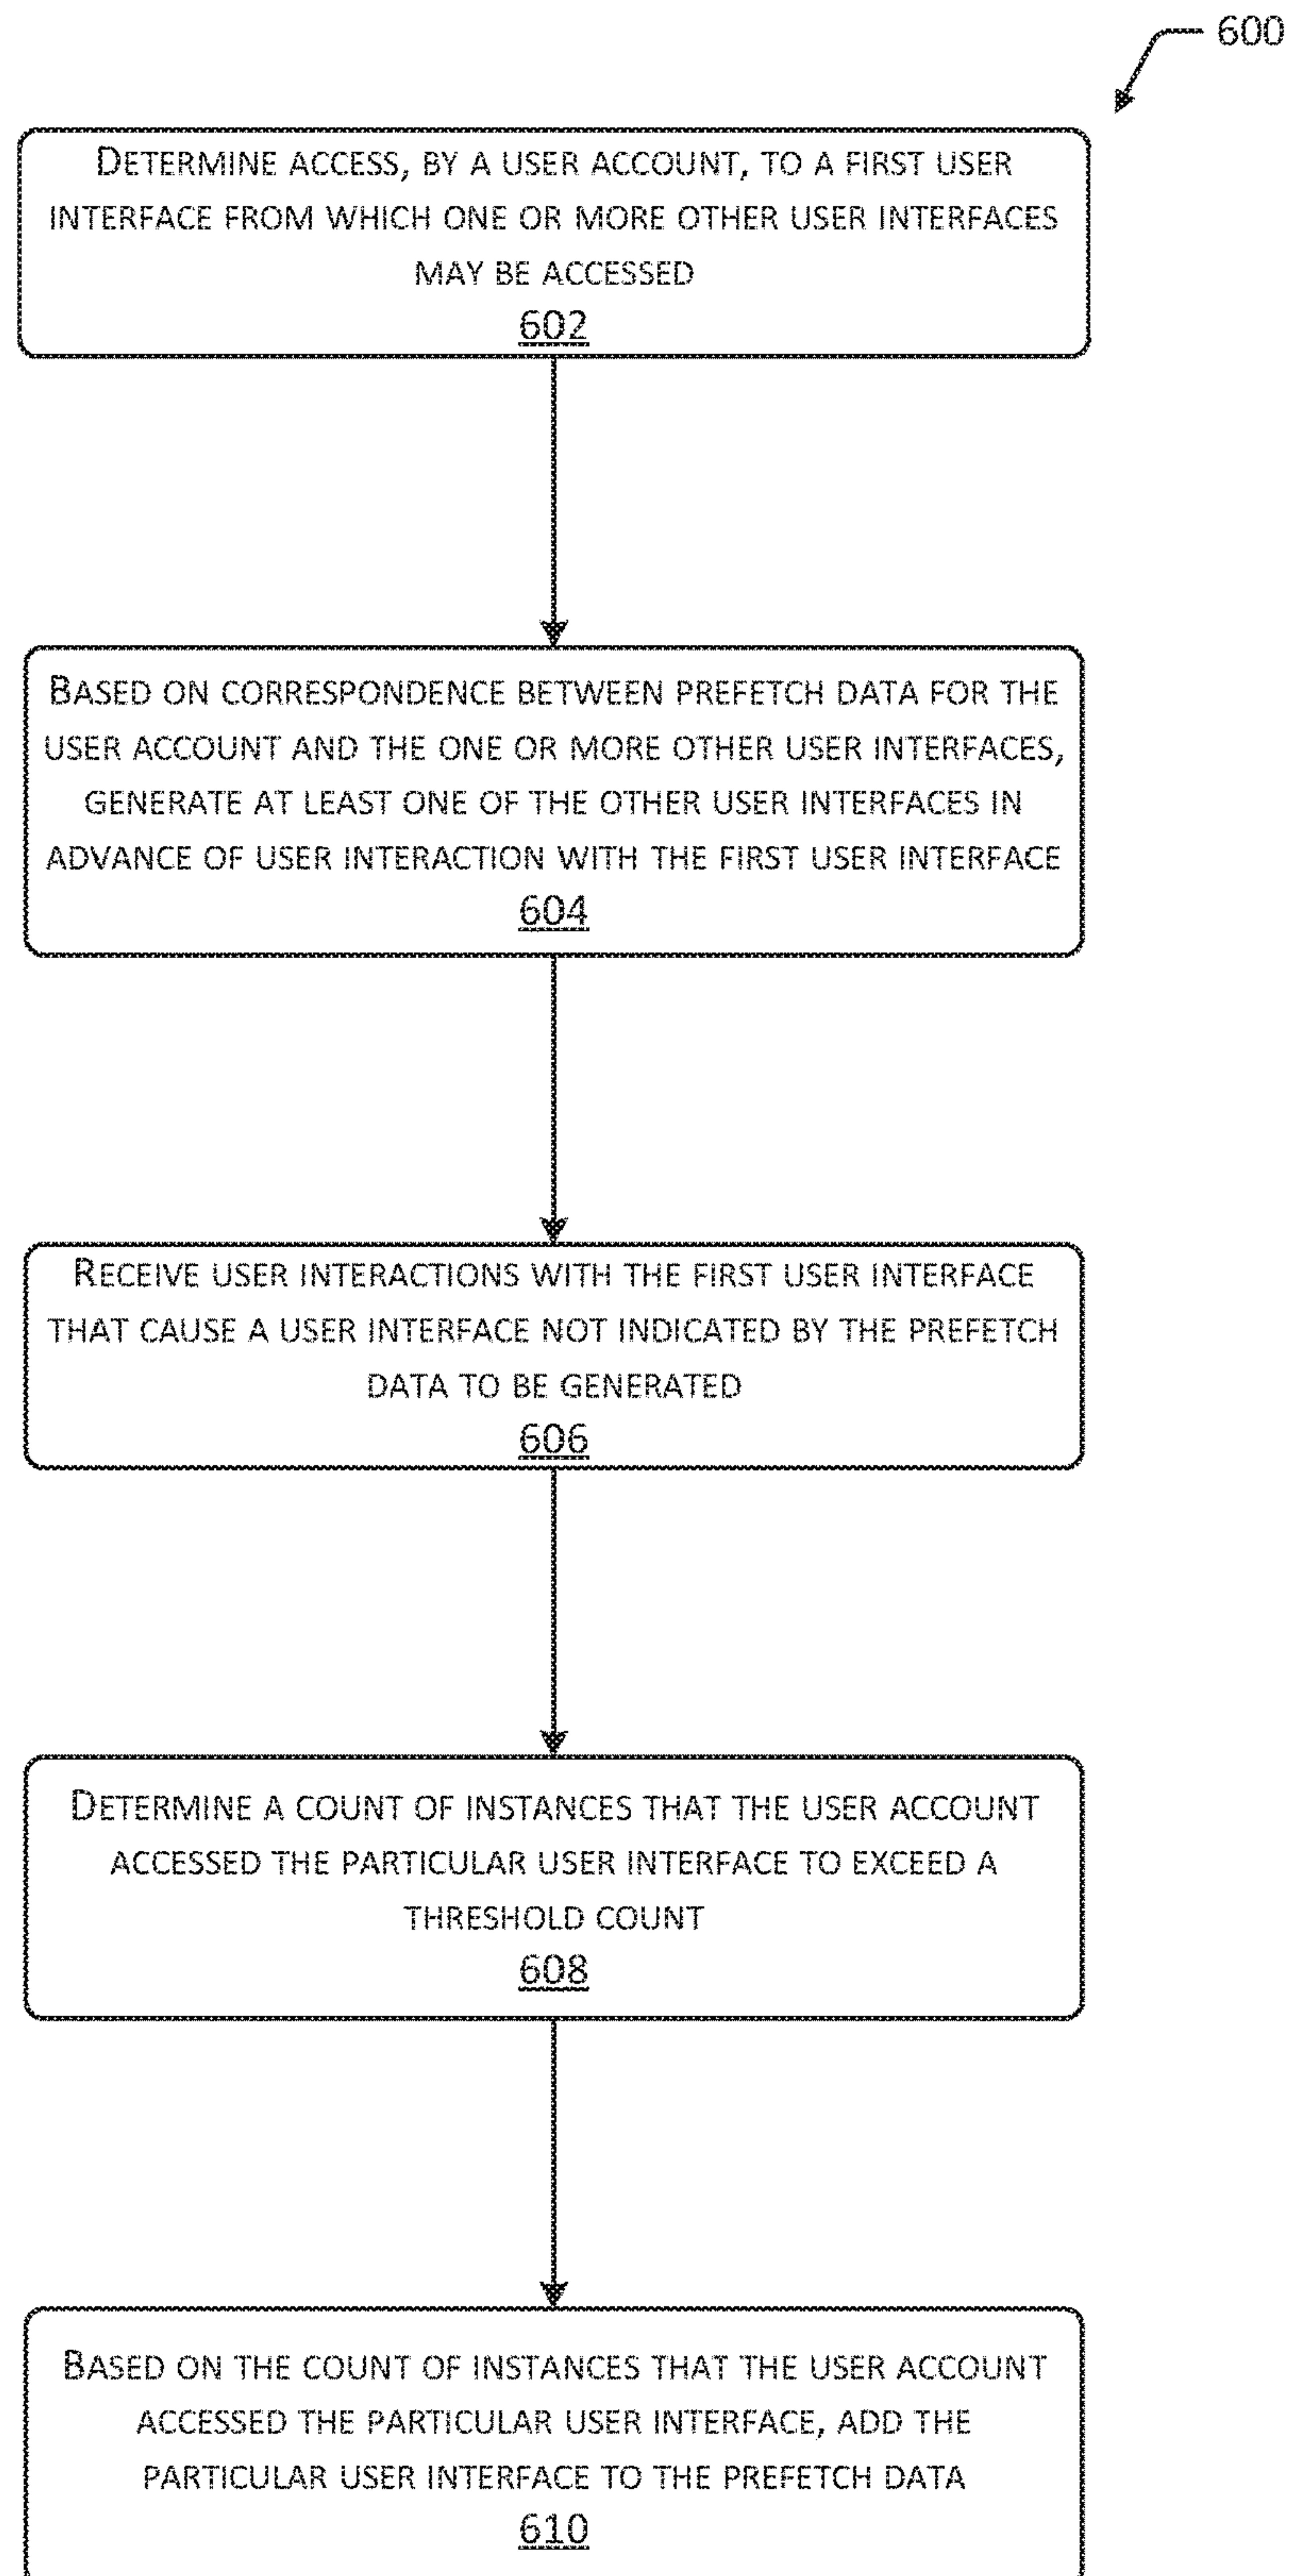 600
DETERMINE ACCESS, BY A USER ACCOUNT, TO A FIRST USER
INTERFACE FROM WHICH ONE OR MORE OTHER USER INTERFACES
MAY BE ACCESSED
602
BASED ON CORRESPONDENCE BETWEEN PREFETCH DATA FOR THE
USER ACCOUNT AND THE ONE OR MORE OTHER USER INTERFACES,
GENERATE AT LEAST ONE OF THE OTHER USER INTERFACES IN
ADVANCE OF USER INTERACTION WITH THE FIRST USER INTERFACE
604
RECEIVE USER INTERACTIONS WITH THE FIRST USER INTERFACE
THAT CAUSE A USER INTERFACE NOT INDICATED BY THE PREFETCH
DATA TO BE GENERATED
606
DETERMINE A COUNT OF INSTANCES THAT THE USER ACCOUNT
ACCESSED THE PARTICULAR USER INTERFACE TO EXCEED A
THRESHOLD COUNT
608
BASED ON THE COUNT OF INSTANCES THAT THE USER ACCOUNT
ACCESSED THE PARTICULAR USER INTERFACE, ADD THE
PARTICULAR USER INTERFACE TO THE PREFETCH DATA
610